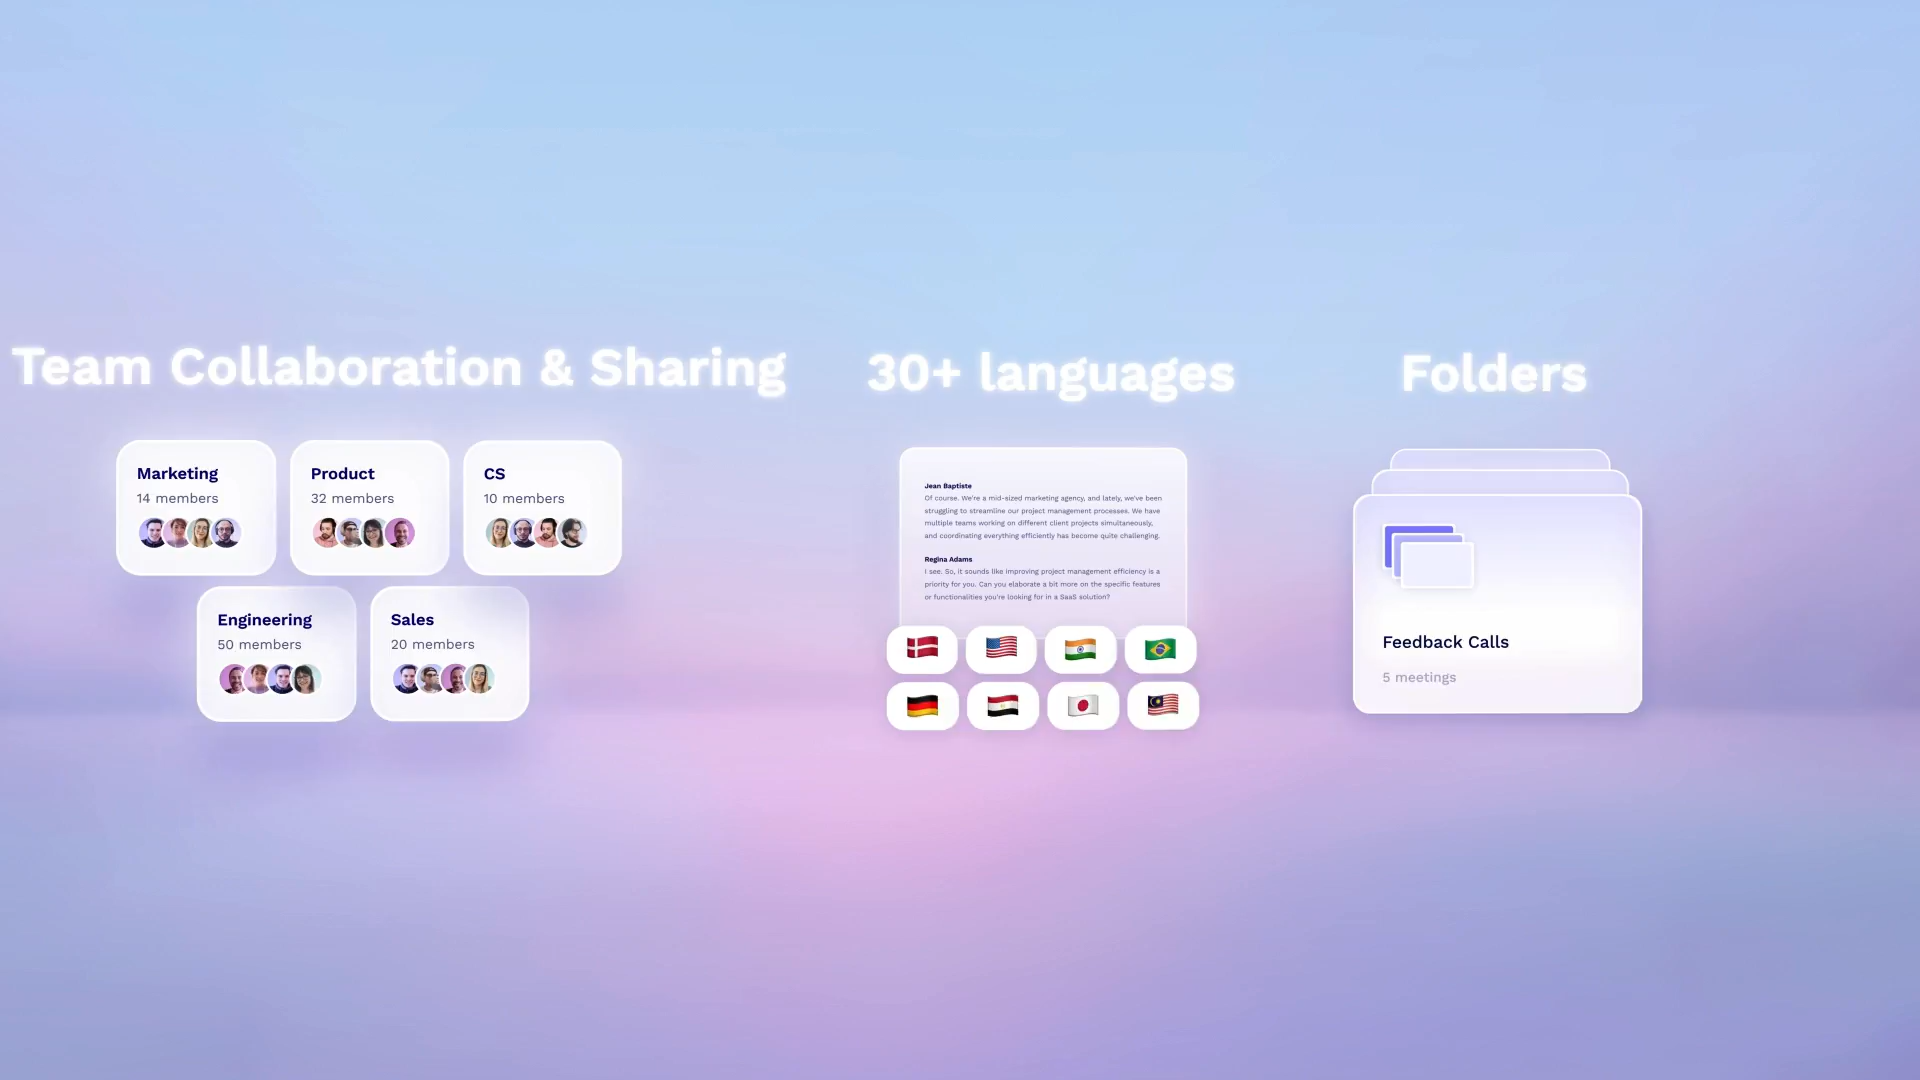 Team Collaboration & Sharing
Marketing
14 members
Product
32 members
CS
10 members
Engineering
50 members
Sales
20 members
30+ languages
Jean Baptiste
Of course. We're a mid-sized marketing agency, and lately, we've been
struggling to streamline our project management processes. We have
multiple teams working on different client projects simultaneously,
and coordinating everything efficiently has become quite challenging.
Regina Adams
I see. So, it sounds like improving project management efficiency is a
priority for you. Can you elaborate a bit more on the specific features
or functionalities you're looking for in a SaaS solution?
Folders
Feedback Calls
5 meetings